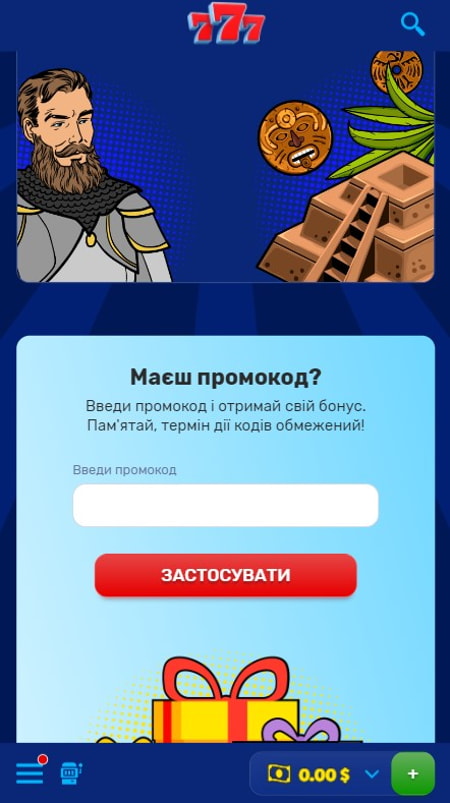 777
Маєш промокод?
Введи промокод і отримай свій бонус.
Пам'ятай, термін дії кодів обмежений!
Введи промокод
ЗАСТОСУВАТИ
0.00 $
+